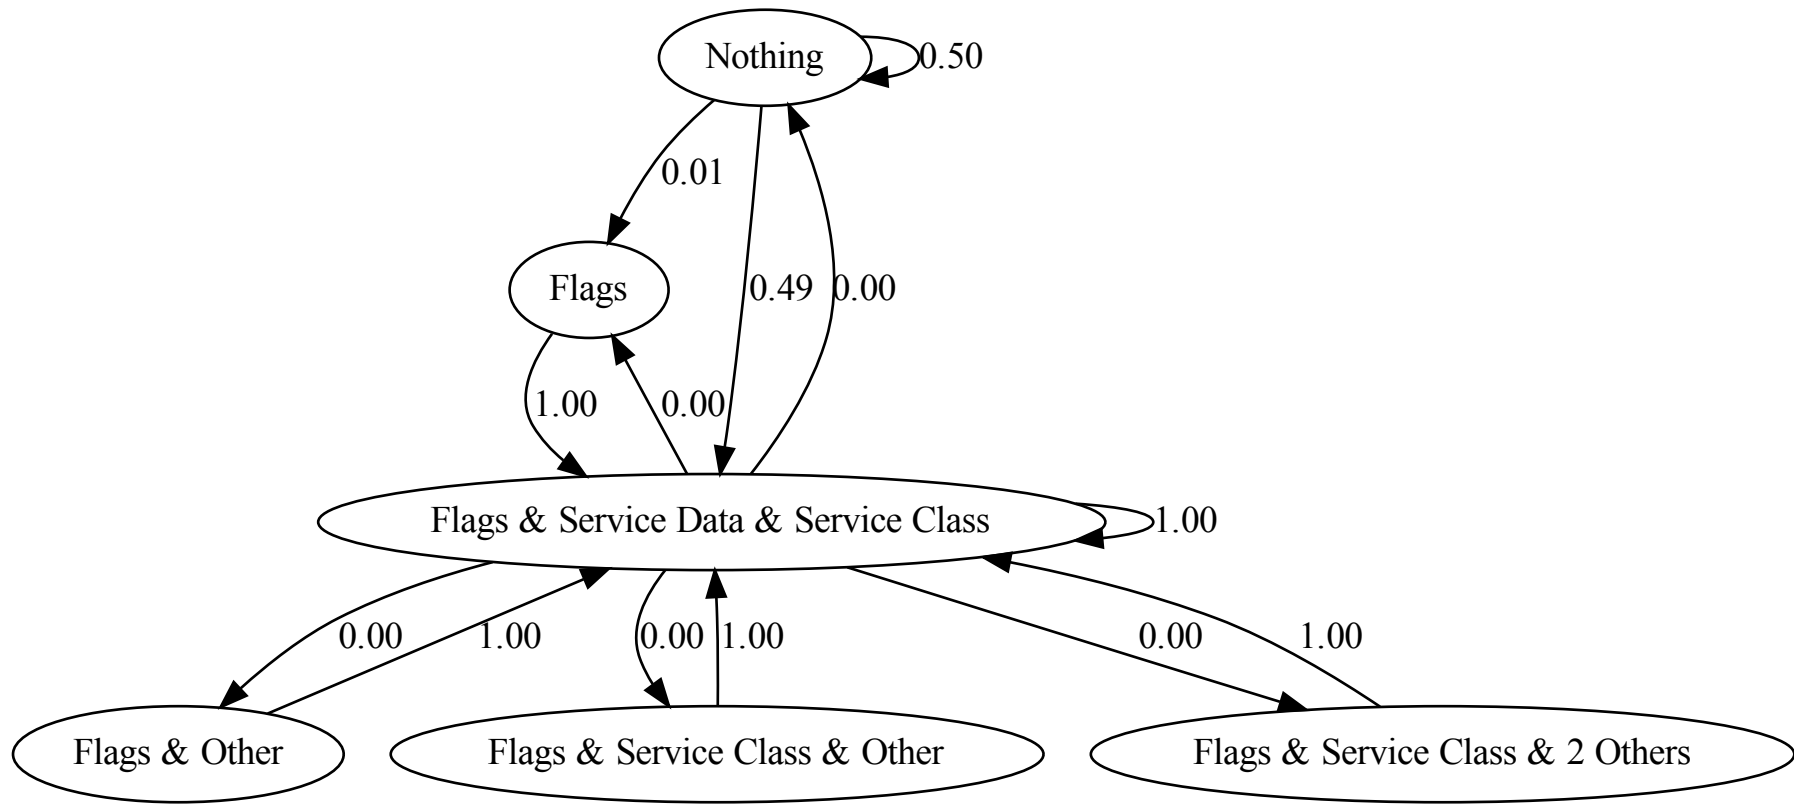 Nothing
0.50
0.01
Flags
0.49
0.00
1.00
0.00
Flags & Service Data & Service Class
1.00
0.00
1.00
0.00
1.00
0.00
1.00
Flags & Other
Flags & Service Class & Other
Flags & Service Class & 2 Others